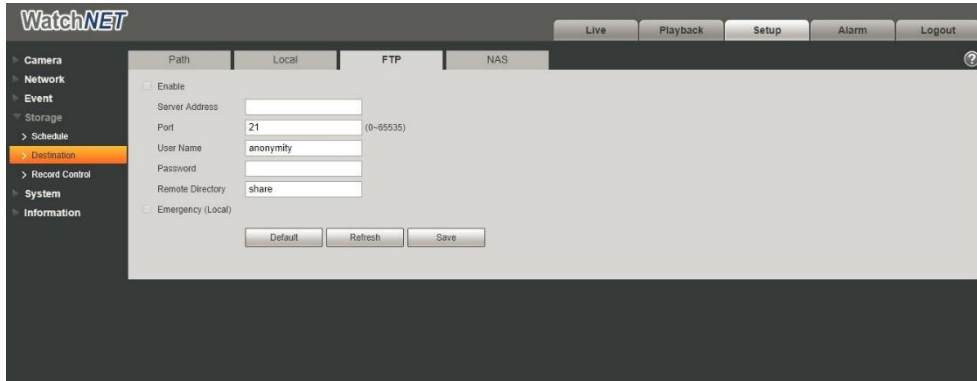 WatchNET
Live Playback Setup Alarm Logout
Camera
Network
Event
Storage
> Schedule
> Destination
> Record Control
System
Information
Path Local FTP NAS
?
Enable
Server Address
Port 21 (0~65535)
User Name anonymity
Password
Remote Directory share
Emergency (Local)
Default Refresh Save